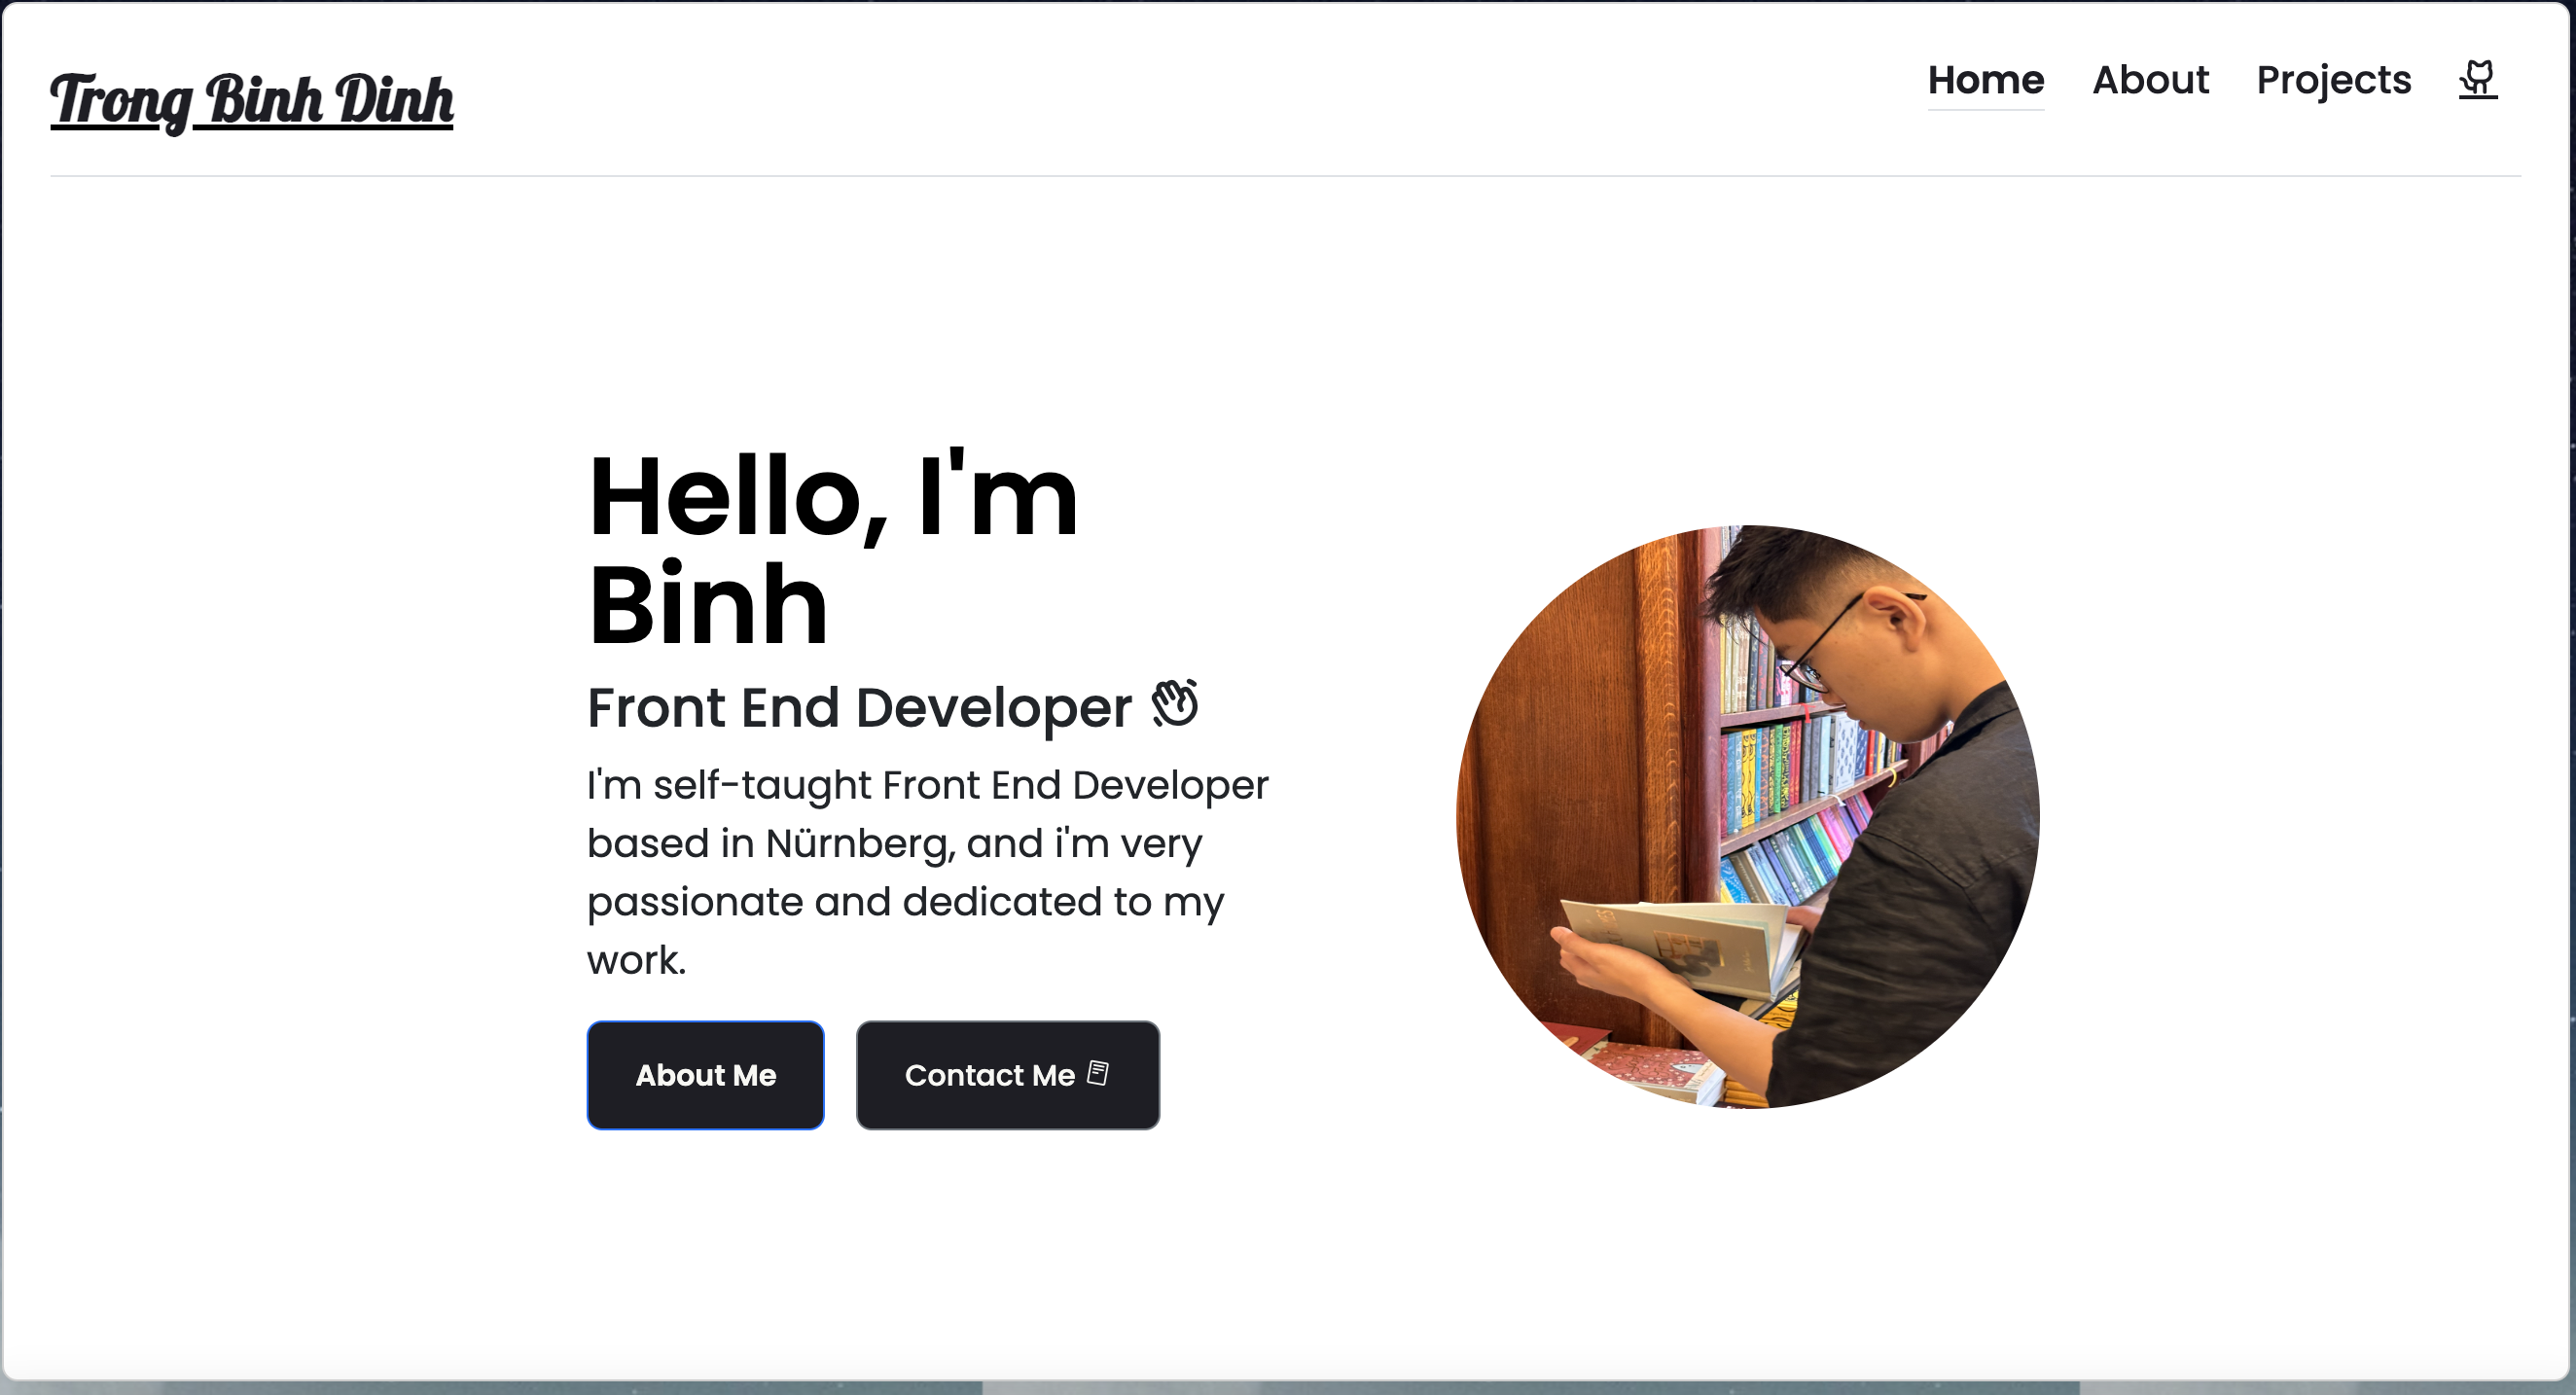 Trong Binh Dinh
Home About Projects
Hello, I'm
Binh
Front End Developer
I'm self-taught Front End Developer
based in Nürnberg, and i'm very
passionate and dedicated to my
work.
About Me
Contact Me